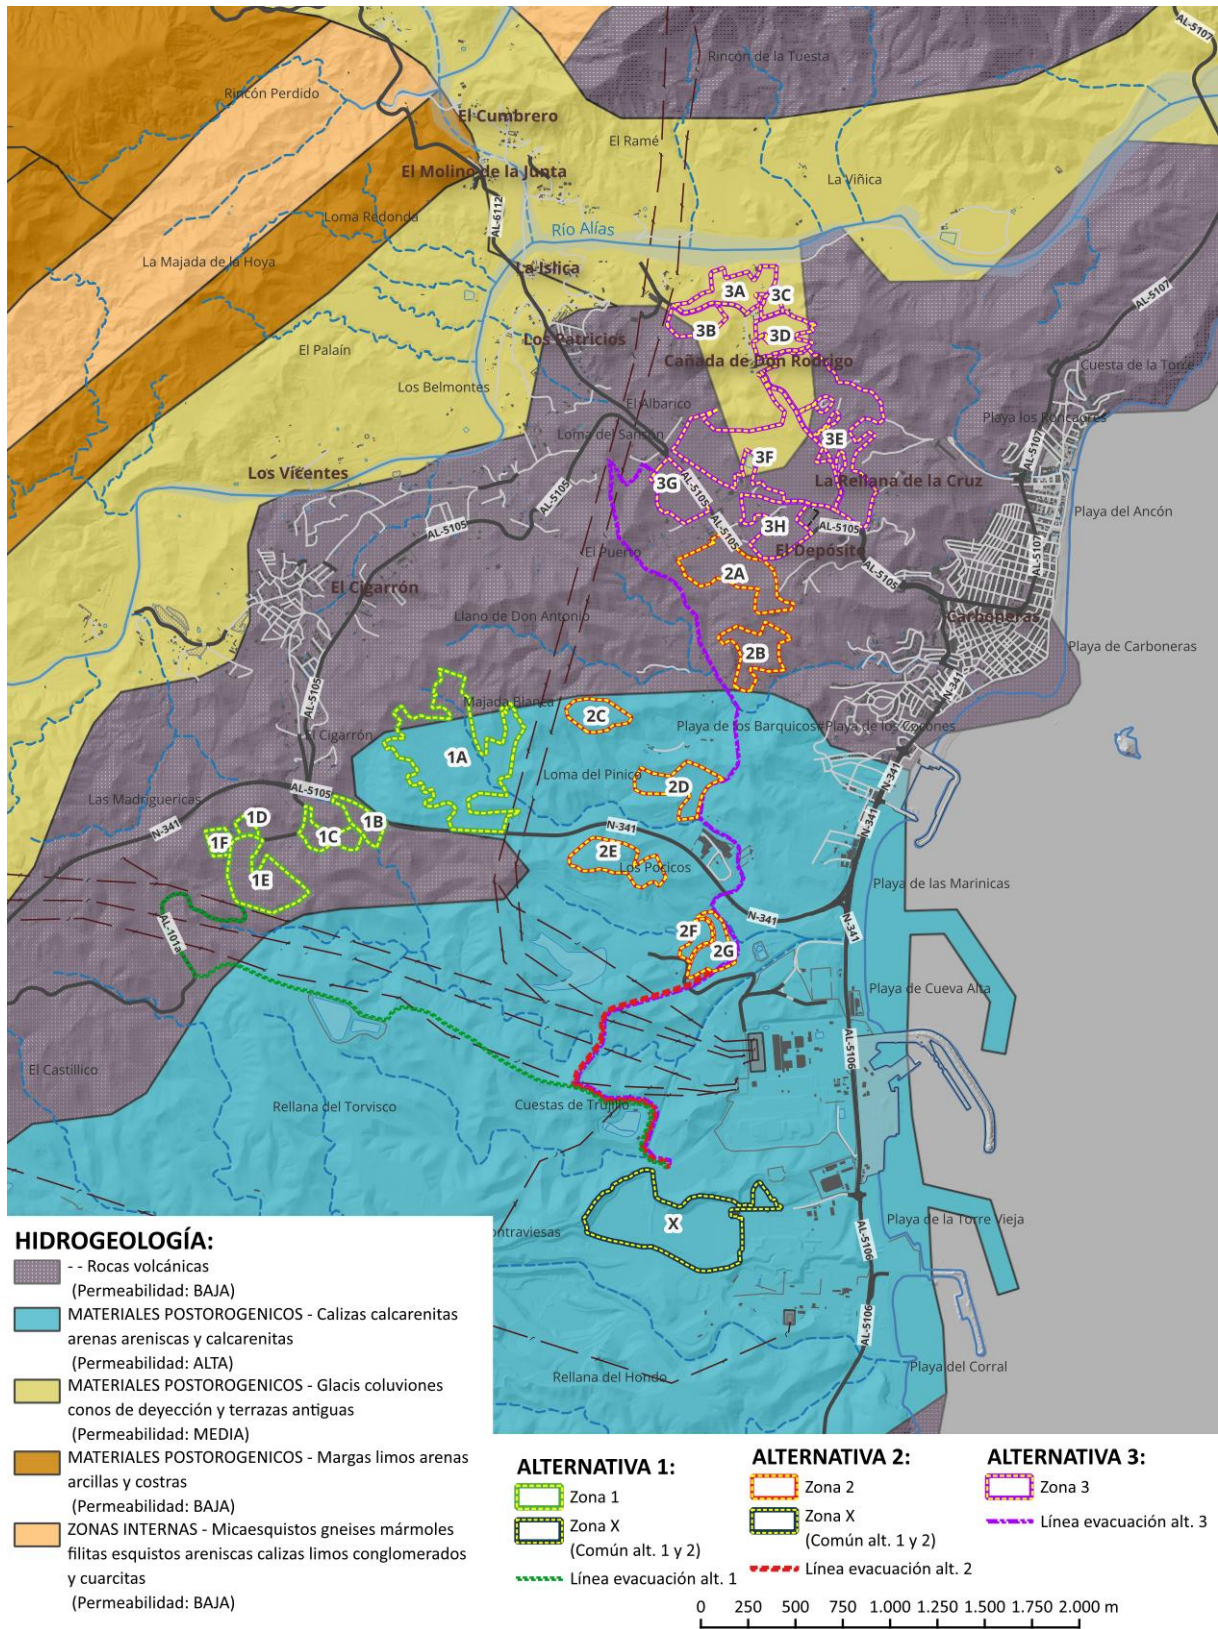 AL-5107
Rincón de la Tuesta
Rincón Perdido
El Cumbrero
El Ramé
El Molino de la Junta
La Viñica
Loma Redonda
AL-6112
Río Alías
La Majada de la Hoya
La Islica
3A
3C
AL-5107
3B
3D
Los Patricios
El Palaín
Cañada de Don Rodrigo
Cuesta de la Torre
Los Belmontes
El Albarico
Playa los Roncadres
Loma del Sansón
3E
AL-5107
3F
Los Vicentes
3G
AL-5105
La Rellana de la Cruz
AL-5105
Playa del Ancón
AL-5105
3H
AL-5105
AL-5105
El Puerto
El Depósito
AL-5107
2A
AL-5105
El Cigarrón
Llano de Don Antonio
Carboneras
2B
Playa de Carboneras
N-341
AL-5105
Majada Blanca
2C
Playa de los Barquicos#Playa de los Cocones
El Cigarrón
1A
Loma del Pinico
2D
N-341
AL-5105
Las Madriguericas
1D
1B
N-341
N-341
1F
1C
N-341
2E
Los Pocicos
1E
Playa de las Marinicas
N-341
N-341
AL-101a
2F
2G
Playa de Cueva Alta
AL-5106
El Castillico
Rellana del Torvisco
Cuestas de Trujillo
X
Playa de la Torre Vieja
ontraviesas
AL-5106
AL-5106
Playa del Corral
Rellana del Hondo
HIDROGEOLOGÍA:
- - Rocas volcánicas
(Permeabilidad: BAJA)
MATERIALES POSTOROGENICOS - Calizas calcarenitas
arenas areniscas y calcarenitas
(Permeabilidad: ALTA)
MATERIALES POSTOROGENICOS - Glacis coluviones
conos de deyección y terrazas antiguas
(Permeabilidad: MEDIA)
MATERIALES POSTOROGENICOS - Margas limos arenas
arcillas y costras
(Permeabilidad: BAJA)
ZONAS INTERNAS - Micaesquistos gneises mármoles
filitas esquistos areniscas calizas limos conglomerados
y cuarcitas
(Permeabilidad: BAJA)
ALTERNATIVA 1:
Zona 1
Zona X
(Común alt. 1 y 2)
Línea evacuación alt. 1
ALTERNATIVA 2:
Zona 2
Zona X
(Común alt. 1 y 2)
Línea evacuación alt. 2
ALTERNATIVA 3:
Zona 3
Línea evacuación alt. 3
0 250 500 750 1.000 1.250 1.500 1.750 2.000 m